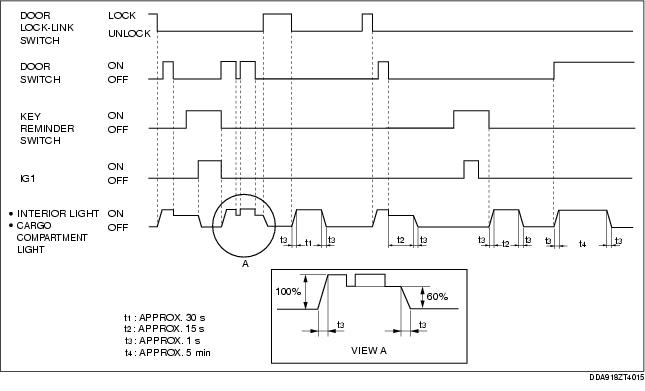 DOOR LOCK
LOCK-LINK
SWITCH UNLOCK
DOOR ON
SWITCH OFF
KEY ON
REMINDER OFF
SWITCH
ON
IG1 OFF
• INTERIOR LIGHT ON
• CARGO OFF
COMPARTMENT
LIGHT
t3 t1 t3 t2 t3 t3 t2 t3 t3 t4 t3
A
100% 60%
t3 t3
VIEW A
t1 : APPROX. 30 s
t2 : APPROX. 15 s
t3 : APPROX. 1 s
t4 : APPROX. 5 min
DDA918ZT4015